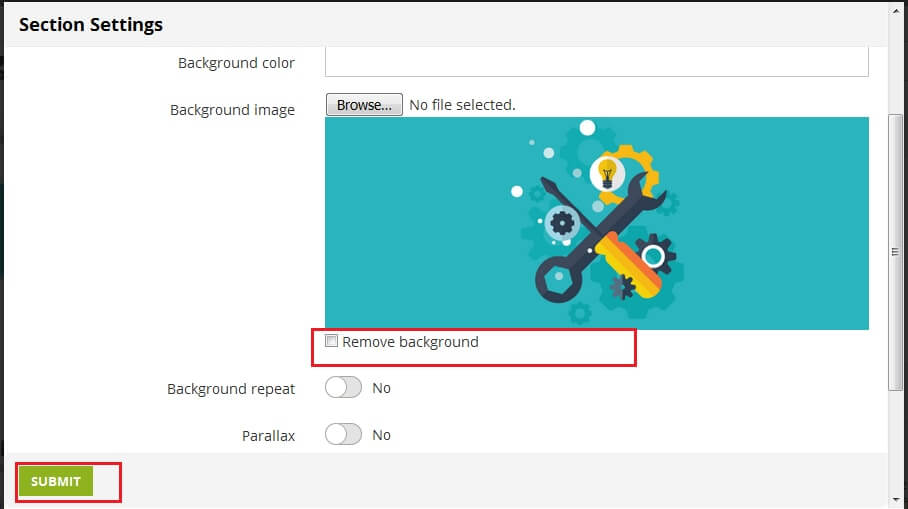 Section Settings
Background color
Background image Browse... No file selected.
Remove background
Background repeat No
Parallax No
SUBMIT